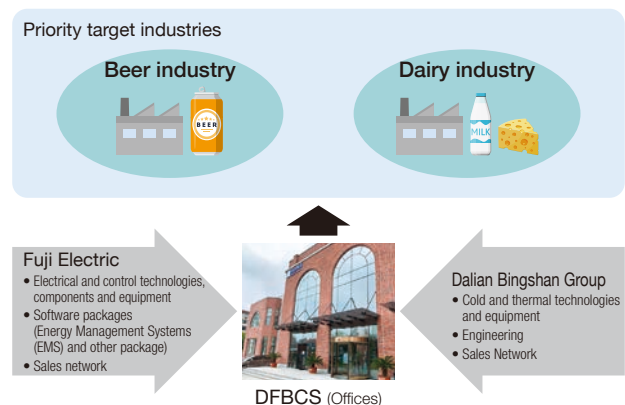 Priority target industries
Beer industry
Dairy industry
BEER
MILK
Fuji Electric
• Electrical and control technologies,
components and equipment
• Software packages
(Energy Management Systems
(EMS) and other package)
• Sales network
Dalian Bingshan Group
• Cold and thermal technologies
and equipment
• Engineering
• Sales Network
DFBCS (Offices)